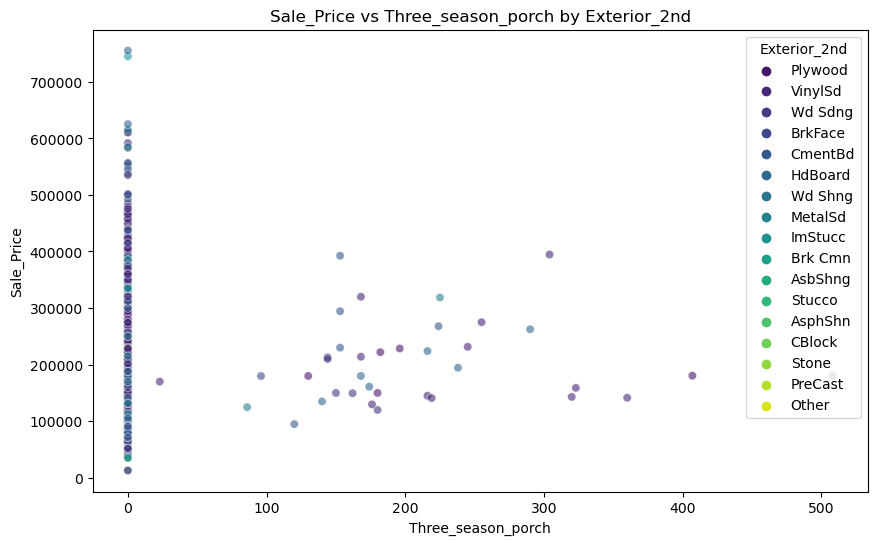 Sale_Price vs Three_season_porch by Exterior_2nd
Exterior_2nd
Plywood
VinylSd
Wd Sdng
BrkFace
CmentBd
HdBoard
Wd Shng
MetalSd
ImStucc
Brk Cmn
AsbShng
Stucco
AsphShn
CBlock
Stone
PreCast
Other
700000
600000
500000
400000
300000
200000
100000
0
Sale_Price
0 100 200 300 400 500
Three_season_porch